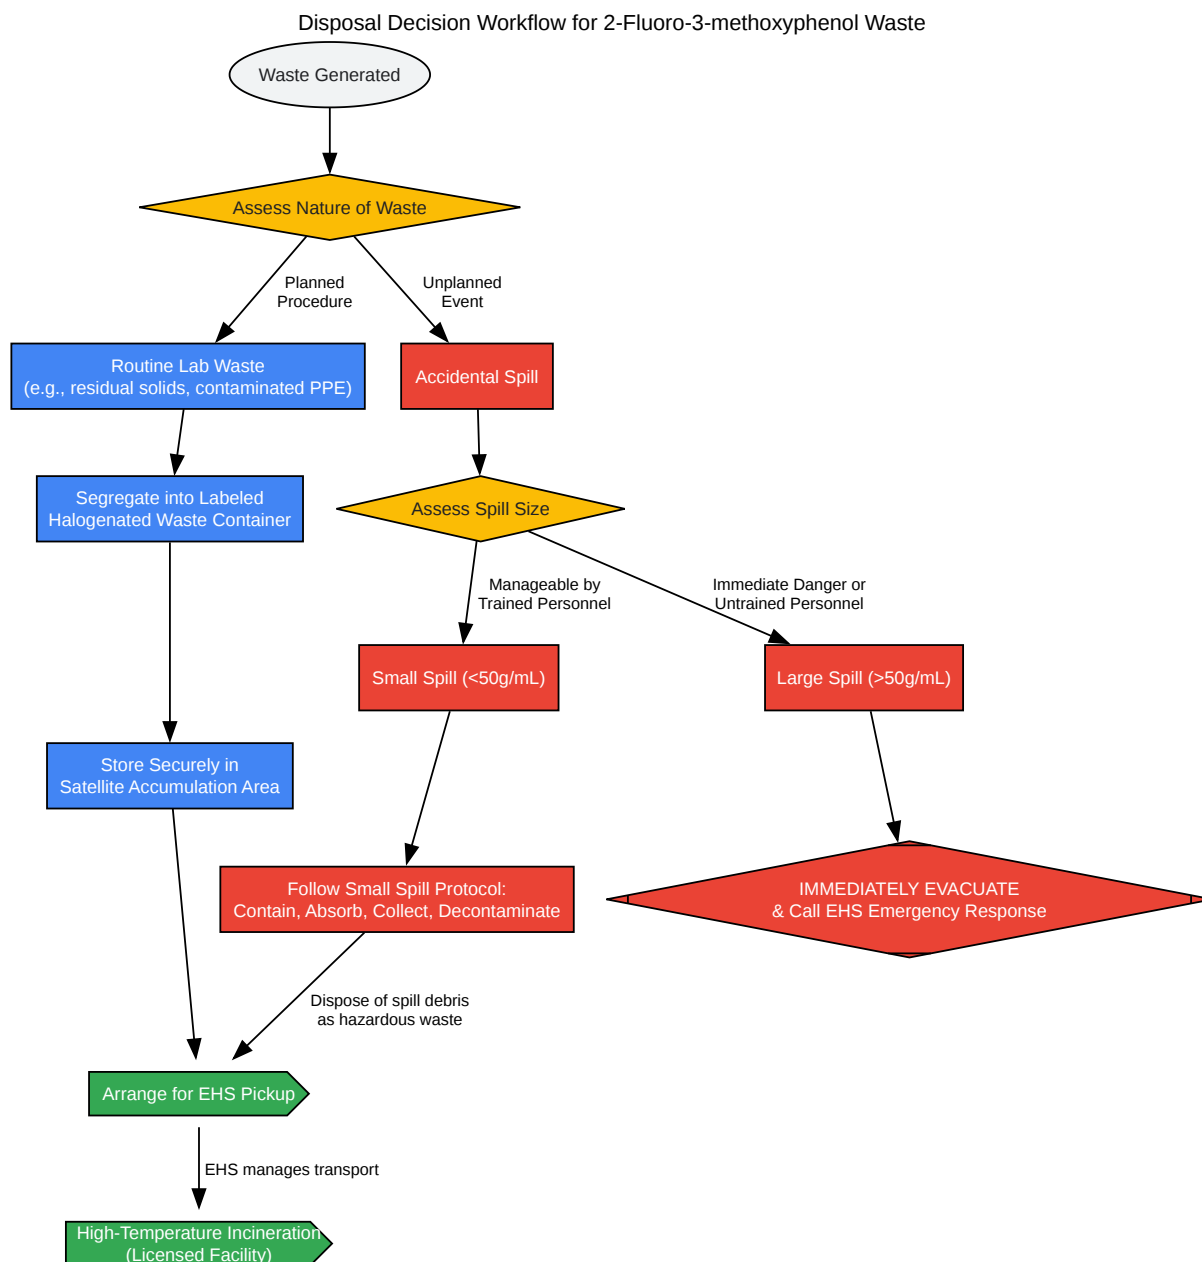 Disposal Decision Workflow for 2-Fluoro-3-methoxyphenol Waste
Waste Generated
Assess Nature of Waste
Planned
Procedure
Unplanned
Event
Routine Lab Waste
(e.g., residual solids, contaminated PPE)
Accidental Spill
Segregate into Labeled
Halogenated Waste Container
Assess Spill Size
Manageable by
Trained Personnel
Immediate Danger or
Untrained Personnel
Small Spill (<50g/mL)
Large Spill (>50g/mL)
Store Securely in
Satellite Accumulation Area
Follow Small Spill Protocol:
Contain, Absorb, Collect, Decontaminate
IMMEDIATELY EVACUATE
& Call EHS Emergency Response
Dispose of spill debris
as hazardous waste
Arrange for EHS Pickup
EHS manages transport
High-Temperature Incineration
(Licensed Facility)